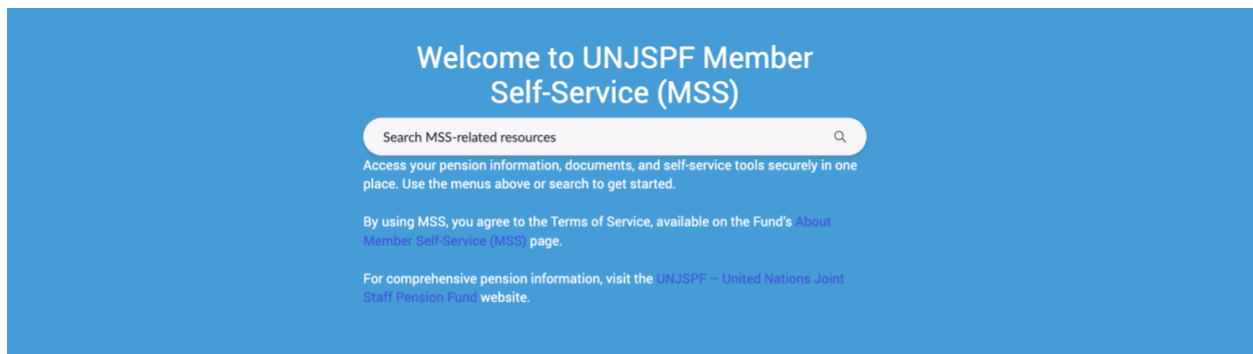 Welcome to UNJSPF Member
Self-Service (MSS)
Search MSS-related resources
Access your pension information, documents, and self-service tools securely in one
place. Use the menus above or search to get started.
By using MSS, you agree to the Terms of Service, available on the Fund's About
Member Self-Service (MSS) page.
For comprehensive pension information, visit the UNJSPF – United Nations Joint
Staff Pension Fund website.